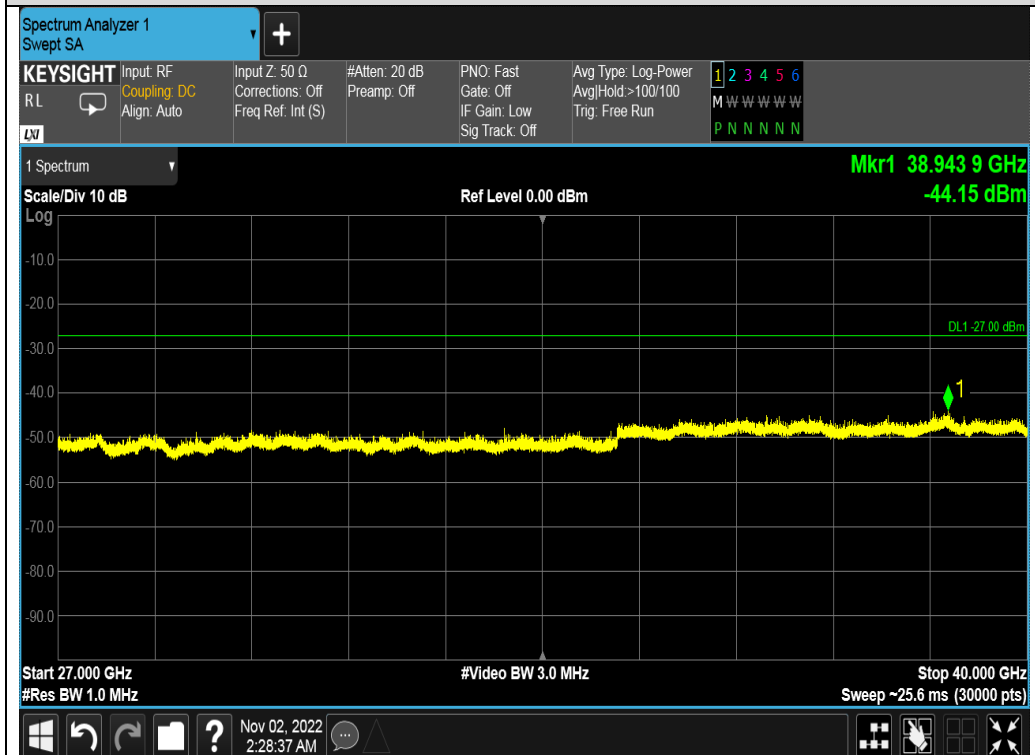 Spectrum Analyzer 1
Swept SA
+
KEYSIGHT
RL
LXI
Input: RF
Coupling: DC
Align: Auto
Input Z: 50 Ω
Corrections: Off
Freq Ref: Int (S)
#Atten: 20 dB
Preamp: Off
PNO: Fast
Gate: Off
IF Gain: Low
Sig Track: Off
Avg Type: Log-Power
Avg|Hold:>100/100
Trig: Free Run
1 2 3 4 5 6
M W W W W W
P N N N N N
1 Spectrum
Mkr1 38.943 9 GHz
-44.15 dBm
Scale/Div 10 dB
Ref Level 0.00 dBm
Log
-10.0
-20.0
DL1 -27.00 dBm
-30.0
-40.0
1
-50.0
-60.0
-70.0
-80.0
-90.0
Start 27.000 GHz
#Video BW 3.0 MHz
Stop 40.000 GHz
#Res BW 1.0 MHz
Sweep ~25.6 ms (30000 pts)
?
Nov 02, 2022
2:28:37 AM